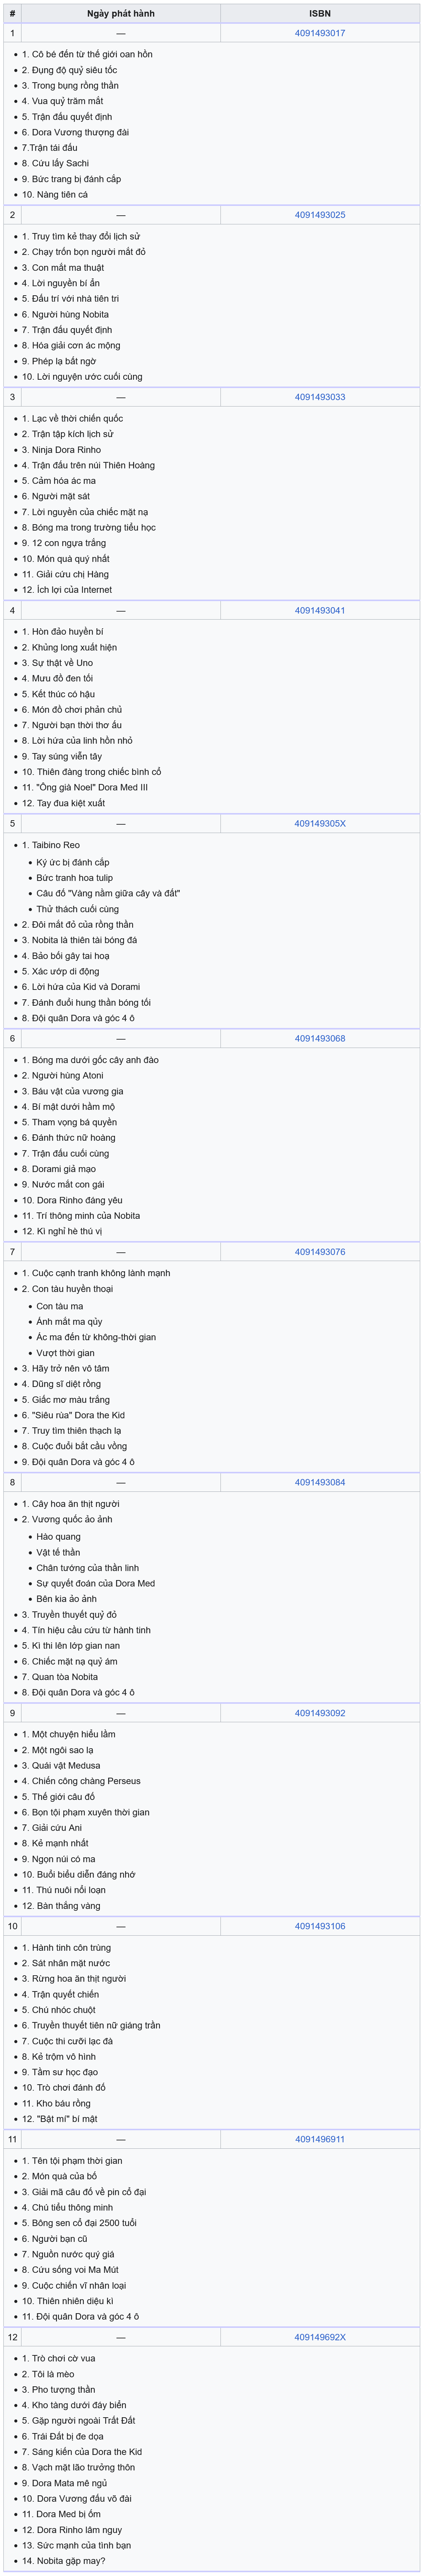 # Ngày phát hành ISBN
1 — 4091493017
1. Cô bé đến từ thế giới oan hồn
2. Đụng độ quỷ siêu tốc
3. Trong bụng rồng thần
4. Vua quỷ trăm mắt
5. Trận đấu quyết định
6. Dora Vương thượng đài
7.Trận tái đấu
8. Cứu lấy Sachi
9. Bức trang bị đánh cắp
10. Nàng tiên cá
2 — 4091493025
1. Truy tìm kẻ thay đổi lịch sử
2. Chạy trốn bọn người mắt đỏ
3. Con mắt ma thuật
4. Lời nguyền bí ẩn
5. Đấu trí với nhà tiên tri
6. Người hùng Nobita
7. Trận đấu quyết định
8. Hóa giải cơn ác mộng
9. Phép lạ bất ngờ
10. Lời nguyện ước cuối cùng
3 — 4091493033
1. Lạc về thời chiến quốc
2. Trận tập kích lịch sử
3. Ninja Dora Rinho
4. Trận đấu trên núi Thiên Hoàng
5. Cảm hóa ác ma
6. Người mật sát
7. Lời nguyền của chiếc mặt nạ
8. Bóng ma trong trường tiểu học
9. 12 con ngựa trắng
10. Món quà quý nhất
11. Giải cứu chị Hàng
12. Ích lợi của Internet
4 — 4091493041
1. Hòn đảo huyền bí
2. Khủng long xuất hiện
3. Sự thật về Uno
4. Mưu đồ đen tối
5. Kết thúc có hậu
6. Món đồ chơi phản chủ
7. Người bạn thời thơ ấu
8. Lời hứa của linh hồn nhỏ
9. Tay súng viễn tây
10. Thiên đàng trong chiếc bình cổ
11. "Ông già Noel" Dora Med III
12. Tay đua kiệt xuất
5 — 409149305X
1. Taibino Reo
Ký ức bị đánh cắp
Bức tranh hoa tulip
Câu đố "Vàng nằm giữa cây và đất"
Thử thách cuối cùng
2. Đôi mắt đỏ của rồng thần
3. Nobita là thiên tài bóng đá
4. Bảo bối gây tai hoạ
5. Xác ướp di động
6. Lời hứa của Kid và Dorami
7. Đánh đuổi hung thần bóng tối
8. Đội quân Dora và góc 4 ô
6 — 4091493068
1. Bóng ma dưới gốc cây anh đào
2. Người hùng Atoni
3. Báu vật của vương gia
4. Bí mật dưới hầm mộ
5. Tham vọng bá quyền
6. Đánh thức nữ hoàng
7. Trận đấu cuối cùng
8. Dorami giả mạo
9. Nước mắt con gái
10. Dora Rinho đáng yêu
11. Trí thông minh của Nobita
12. Kì nghỉ hè thú vị
7 — 4091493076
1. Cuộc cạnh tranh không lành mạnh
2. Con tàu huyền thoại
Con tàu ma
Ánh mắt ma qủy
Ác ma đến từ không-thời gian
Vượt thời gian
3. Hãy trở nên vô tâm
4. Dũng sĩ diệt rồng
5. Giấc mơ màu trắng
6. "Siêu rùa" Dora the Kid
7. Truy tìm thiên thạch lạ
8. Cuộc đuổi bắt cầu vồng
9. Đội quân Dora và góc 4 ô
8 — 4091493084
1. Cây hoa ăn thịt người
2. Vương quốc ảo ảnh
Hào quang
Vật tế thần
Chân tướng của thần linh
Sự quyết đoán của Dora Med
Bên kia ảo ảnh
3. Truyền thuyết quỷ đỏ
4. Tín hiệu cầu cứu từ hành tinh
5. Kì thi lên lớp gian nan
6. Chiếc mặt nạ quỷ ám
7. Quan tòa Nobita
8. Đội quân Dora và góc 4 ô
9 — 4091493092
1. Một chuyện hiểu lầm
2. Một ngôi sao lạ
3. Quái vật Medusa
4. Chiến công chàng Perseus
5. Thế giới câu đố
6. Bọn tội phạm xuyên thời gian
7. Giải cứu Ani
8. Kẻ mạnh nhất
9. Ngọn núi có ma
10. Buổi biểu diễn đáng nhớ
11. Thú nuôi nổi loạn
12. Bàn thắng vàng
10 — 4091493106
1. Hành tinh côn trùng
2. Sát nhân mặt nước
3. Rừng hoa ăn thịt người
4. Trận quyết chiến
5. Chú nhóc chuột
6. Truyền thuyết tiên nữ giáng trần
7. Cuộc thi cưỡi lạc đà
8. Kẻ trộm vô hình
9. Tầm sư học đạo
10. Trò chơi đánh đố
11. Kho báu rồng
12. "Bật mí" bí mật
11 — 4091496911
1. Tên tội phạm thời gian
2. Món quà của bố
3. Giải mã câu đố về pin cổ đại
4. Chú tiểu thông minh
5. Bông sen cổ đại 2500 tuổi
6. Người bạn cũ
7. Nguồn nước quý giá
8. Cứu sống voi Ma Mút
9. Cuộc chiến vĩ nhân loại
10. Thiên nhiên diệu kì
11. Đội quân Dora và góc 4 ô
12 — 409149692X
1. Trò chơi cờ vua
2. Tôi là mèo
3. Pho tượng thần
4. Kho tàng dưới đáy biển
5. Gặp người ngoài Trất Đất
6. Trái Đất bị đe dọa
7. Sáng kiến của Dora the Kid
8. Vạch mặt lão trưởng thôn
9. Dora Mata mê ngủ
10. Dora Vương đấu võ đài
11. Dora Med bị ốm
12. Dora Rinho lâm nguy
13. Sức mạnh của tình bạn
14. Nobita gặp may?